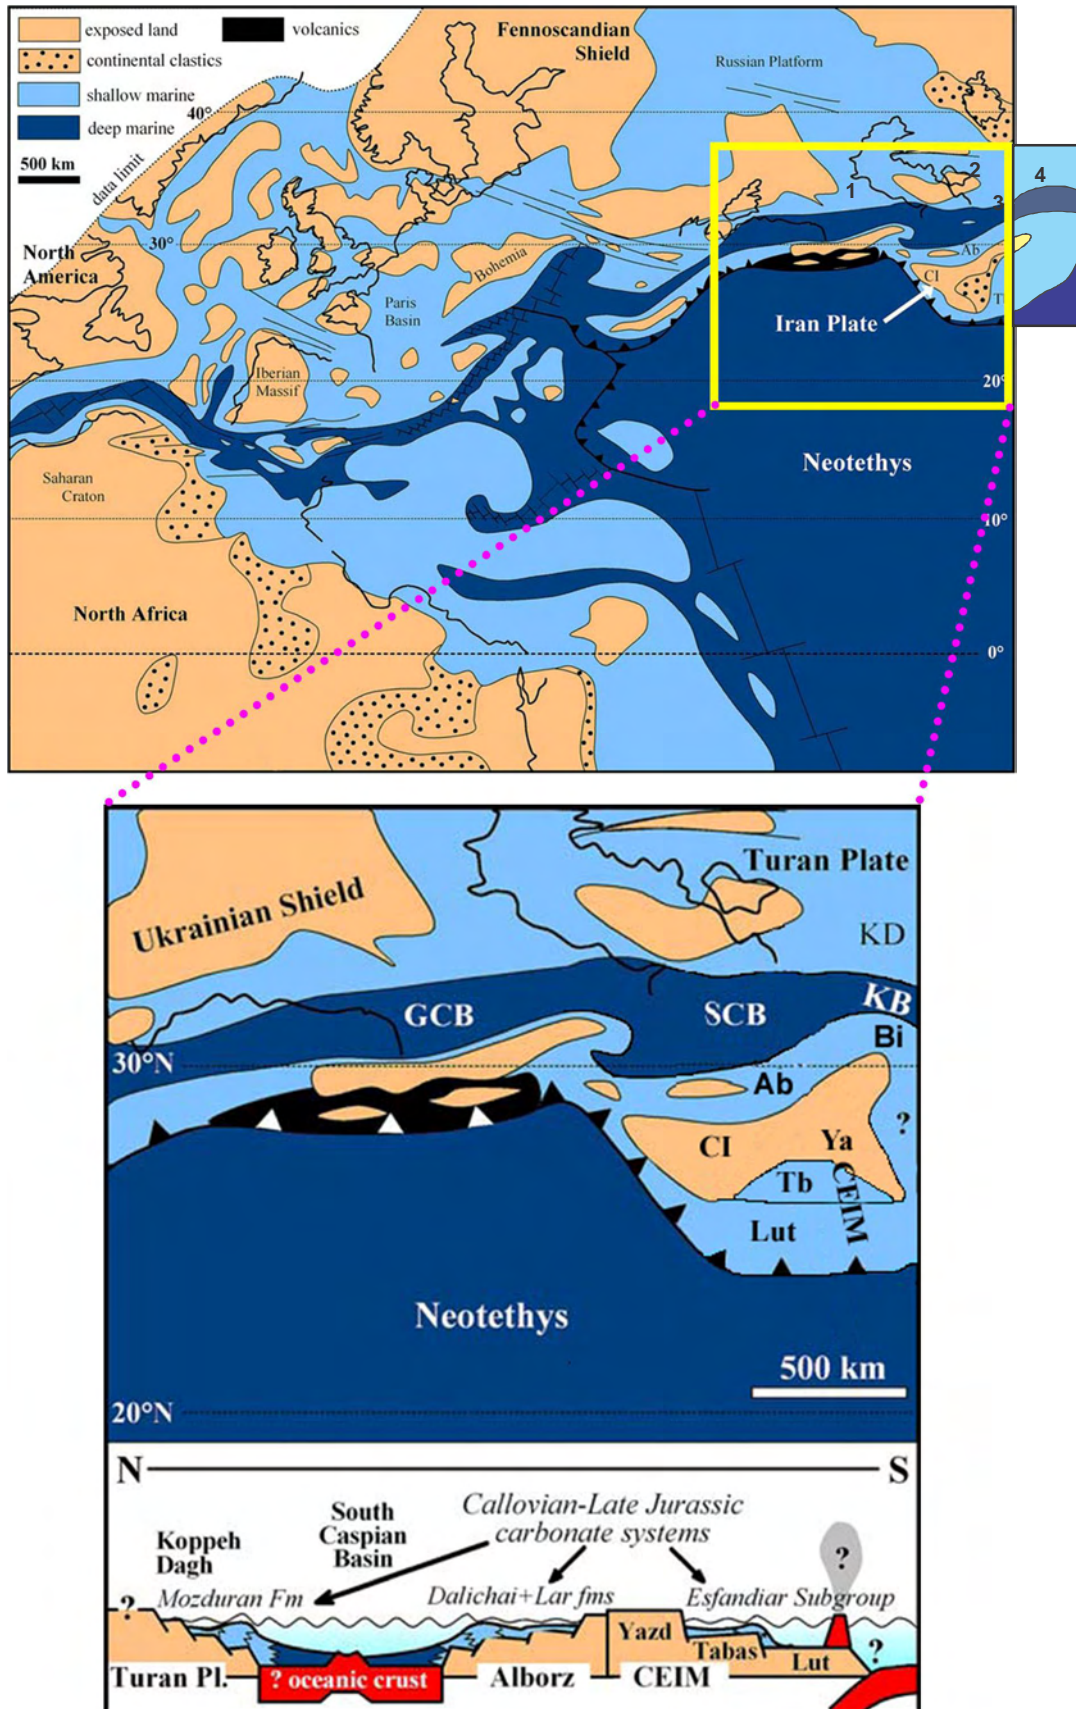 exposed land
volcanics
continental clastics
shallow marine
deep marine
500 km
data limit
Fennoscandian
Shield
Russian Platform
40°
North
America
30°
Bohemia
Paris
Basin
Iberian
Massif
1
2
3
4
Ab
CI
Iran Plate
20°
Neotethys
Saharan
Craton
10°
North Africa
0°
Turan Plate
Ukrainian Shield
KD
GCB
SCB
KB
Bi
30°N
Ab
?
CI
Ya
Tb
CEIM
Lut
Neotethys
500 km
20°N
N
S
Callovian-Late Jurassic
carbonate systems
South
Caspian
Basin
Koppeh
Dagh
?
?
Mozduran Fm
Dalichai+Lar fms
Esfandiar Subgroup
Yazd
Tabas
Lut
?
Turan Pl.
? oceanic crust
Alborz
CEIM